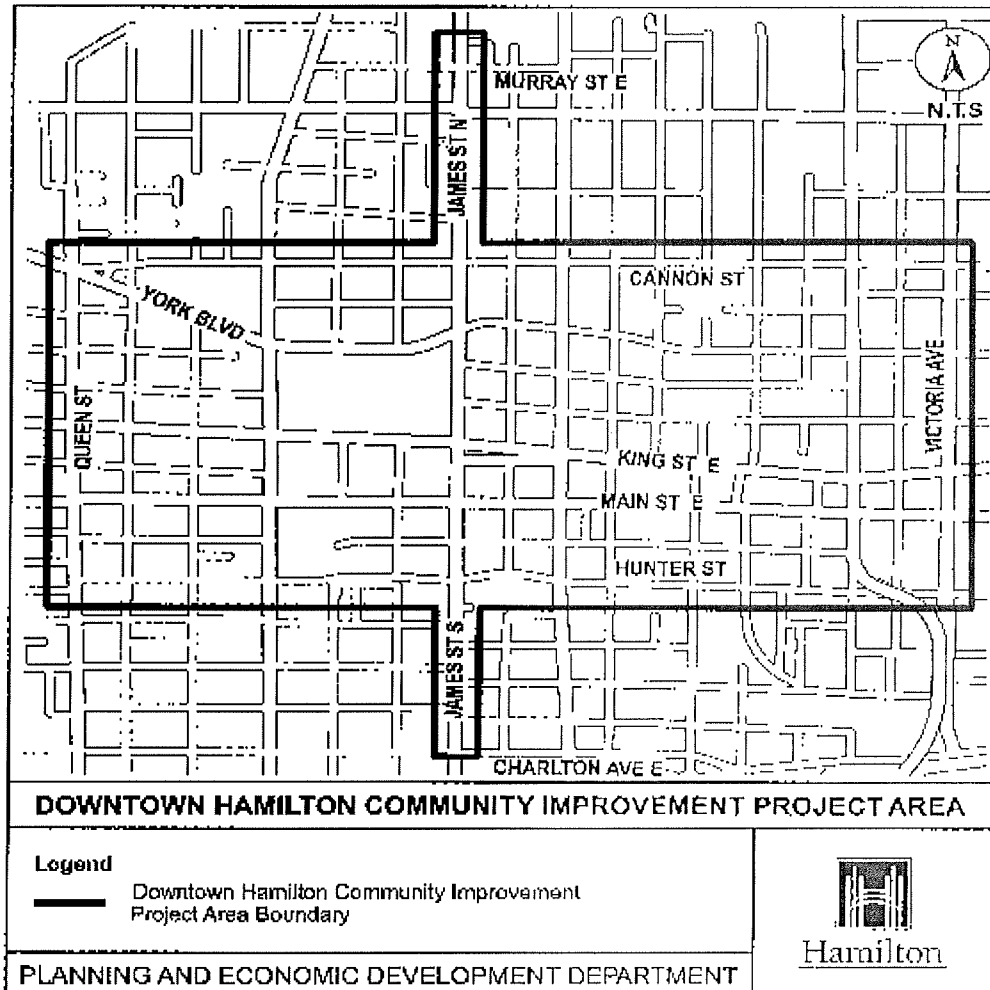 N
N.T.S
MURRAY ST E
JAMES ST N
CANNON ST
YORK BLVD
QUEEN ST
VICTORIA AVE
KING ST E
MAIN ST E
HUNTER ST
JAMES ST S
CHARLTON AVE E
DOWNTOWN HAMILTON COMMUNITY IMPROVEMENT PROJECT AREA
Legend
Downtown Hamilton Community Improvement
Project Area Boundary
Hamilton
PLANNING AND ECONOMIC DEVELOPMENT DEPARTMENT